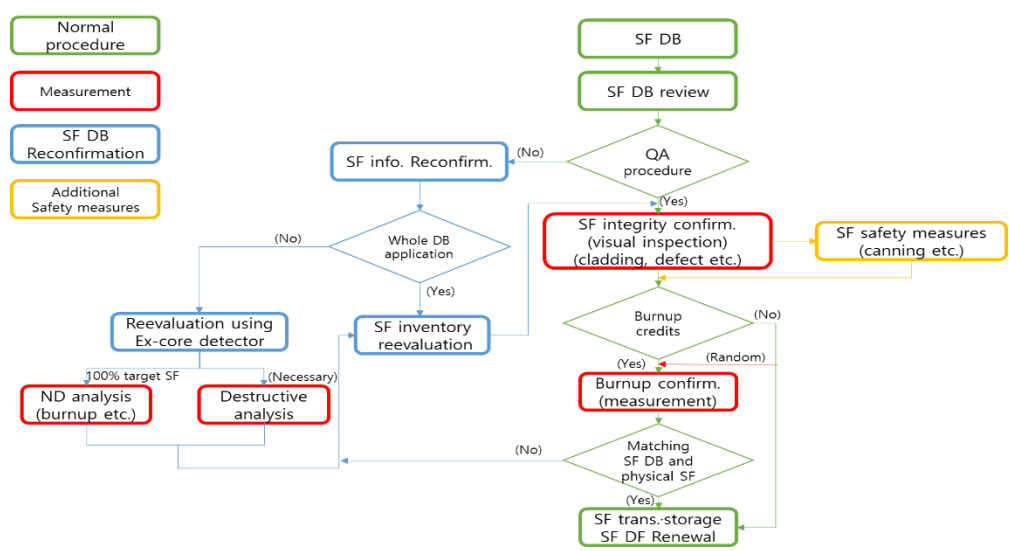 Normal
procedure
Measurement
SF DB
Reconfirmation
Additional
Safety measures
SF DB
SF DB review
QA
procedure
(No)
SF info. Reconfirm.
(Yes)
SF integrity confirm.
(visual inspection)
(cladding, defect etc.)
SF safety measures
(canning etc.)
Whole DB
application
(No)
(Yes)
Reevaluation using
Ex-core detector
SF inventory
reevaluation
Burnup
credits
(No)
(Yes)
(Random)
100% target SF
(Necessary)
ND analysis
(burnup etc.)
Destructive
analysis
Burnup confirm.
(measurement)
Matching
SF DB and
physical SF
(No)
(Yes)
SF trans.·storage
SF DF Renewal